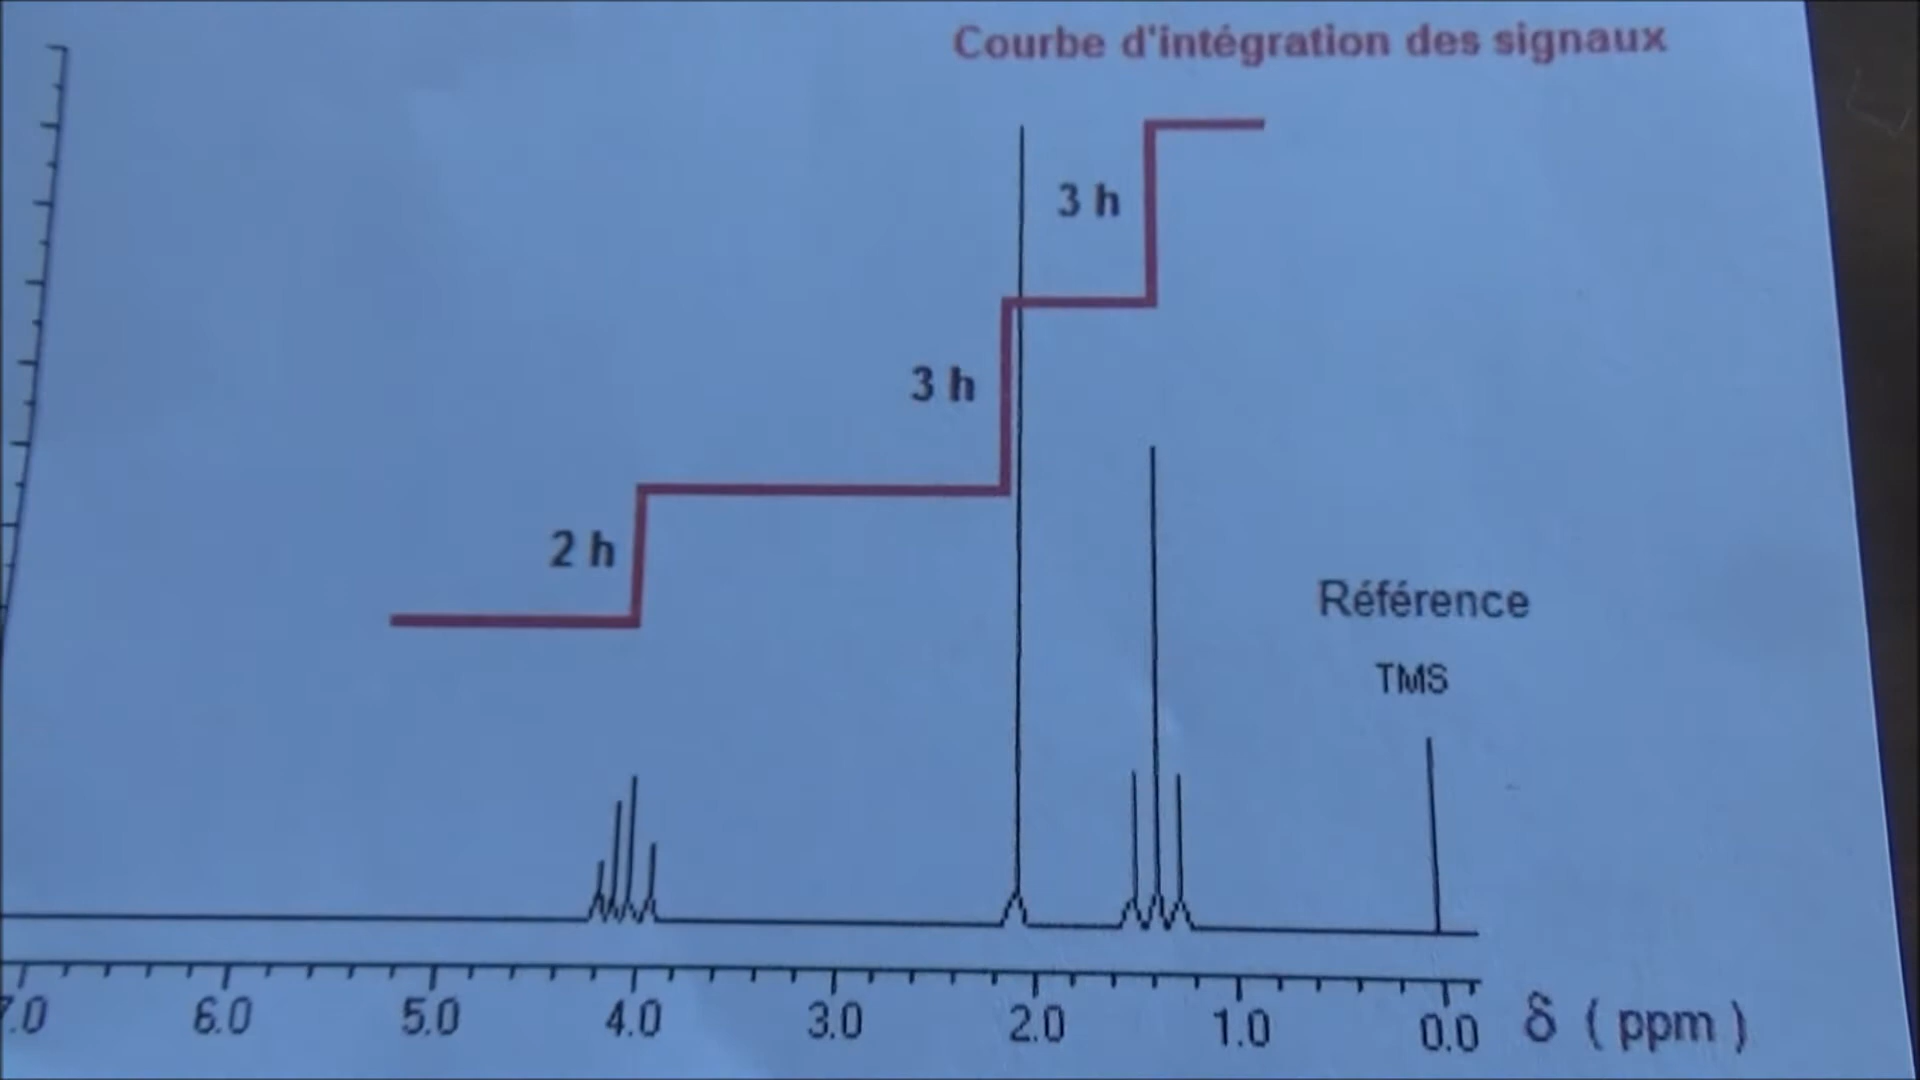 Courbe d'intégration des signaux
3 h
3 h
2 h
Référence
TMS
7.0 6.0 5.0 4.0 3.0 2.0 1.0 0.0 δ ( ppm )